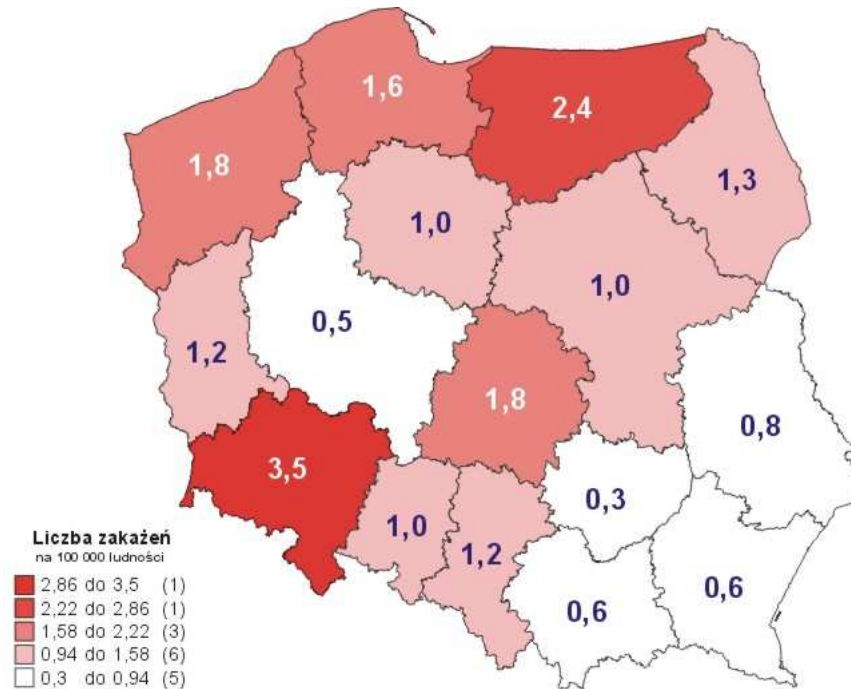 1,6
2,4
1,8
1,3
1,0
1,0
0,5
1,2
1,8
0,8
3,5
0,3
1,0
1,2
0,6
0,6
Liczba zakażeń
na 100 000 ludności
2,86 do 3,5 (1)
2,22 do 2,86 (1)
1,58 do 2,22 (3)
0,94 do 1,58 (6)
0,3 do 0,94 (5)